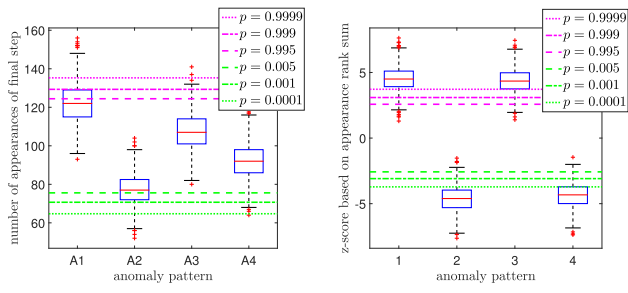 p = 0.9999
p = 0.999
p = 0.995
p = 0.005
p = 0.001
p = 0.0001
number of appearances of final step
160
140
120
100
80
60
A1 A2 A3 A4
anomaly pattern
p = 0.9999
p = 0.999
p = 0.995
p = 0.005
p = 0.001
p = 0.0001
z-score based on appearance rank sum
5
0
-5
1 2 3 4
anomaly pattern